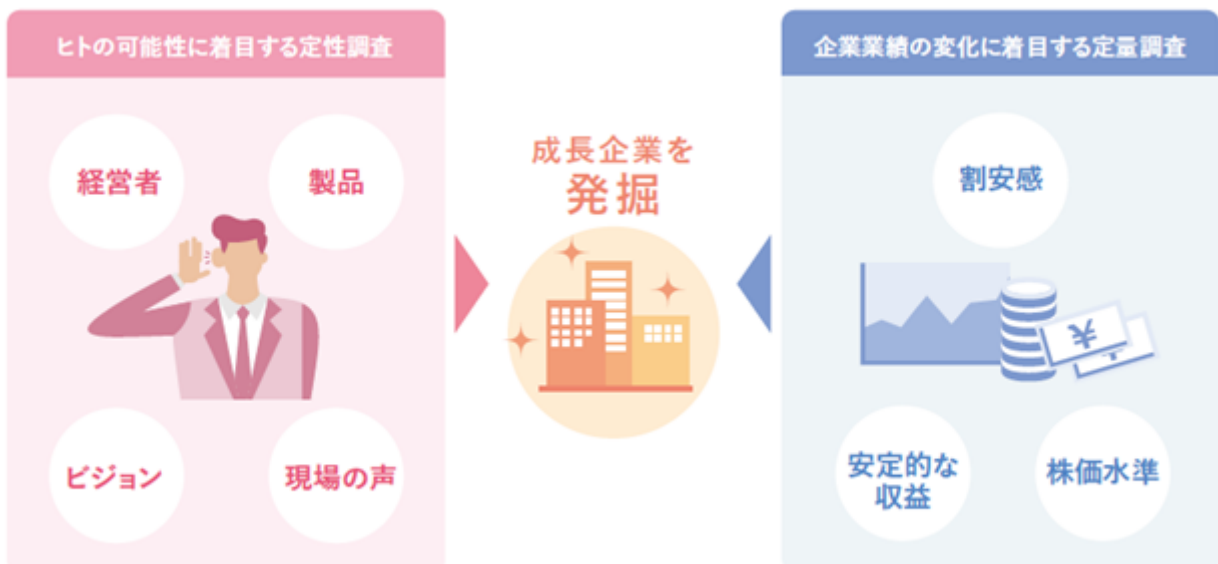 ヒトの可能性に着目する定性調査
経営者
製品
ビジョン
現場の声
成長企業を
発掘
企業業績の変化に着目する定量調査
割安感
¥
安定的な
収益
株価水準